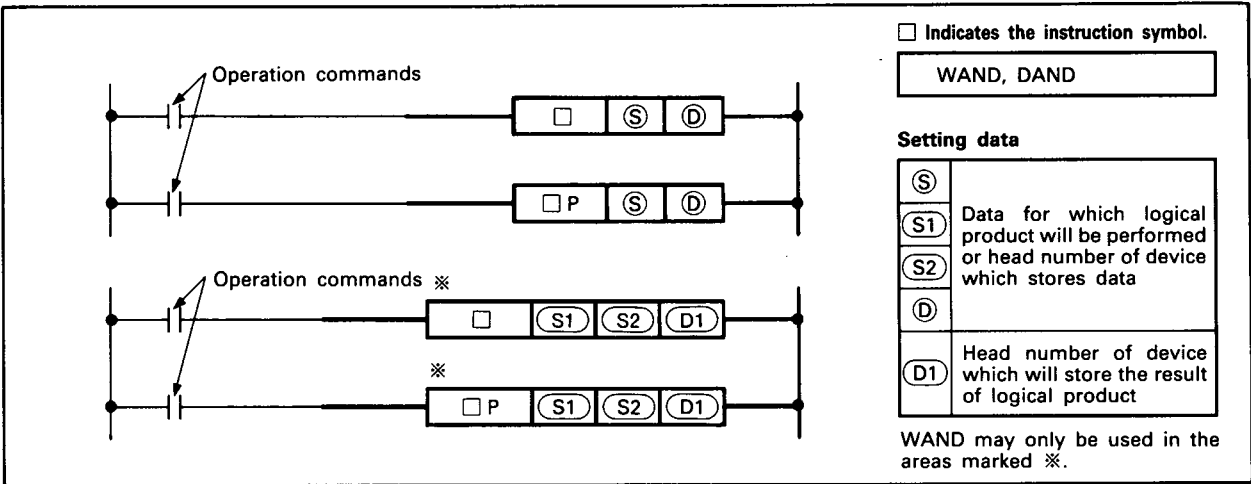 Operation commands
□ Ⓢ Ⓓ
□ P Ⓢ Ⓓ
Operation commands ※
□ S1 S2 D1
※
□ P S1 S2 D1
□ Indicates the instruction symbol.
WAND, DAND
Setting data
Ⓢ
S1
S2
Ⓓ
Data for which logical
product will be performed
or head number of device
which stores data
D1
Head number of device
which will store the result
of logical product
WAND may only be used in the
areas marked ※.